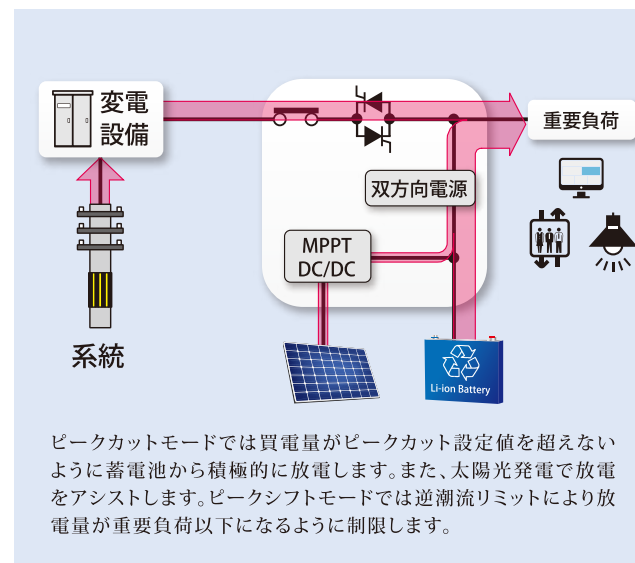 変電
設備
重要負荷
双方向電源
MPPT
DC/DC
系統
Li-ion Battery
ピークカットモードでは買電量がピークカット設定値を超えない
ように蓄電池から積極的に放電します。また、太陽光発電で放電
をアシストします。ピークシフトモードでは逆潮流リミットにより放
電量が重要負荷以下になるように制限します。